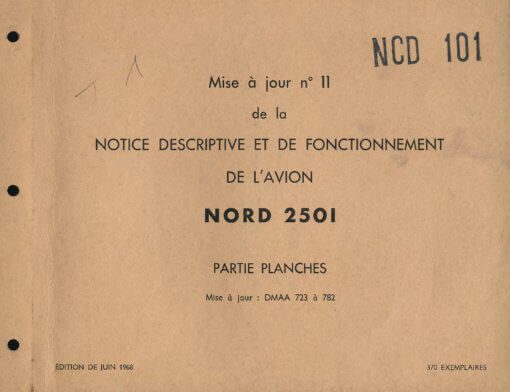 NCD 101
Mise à jour n° 11
de la
NOTICE DESCRIPTIVE ET DE FONCTIONNEMENT
DE L'AVION
NORD 2501
PARTIE PLANCHES
Mise à jour : DMAA 723 à 782
ÉDITION DE JUIN 1968
370 EXEMPLAIRES